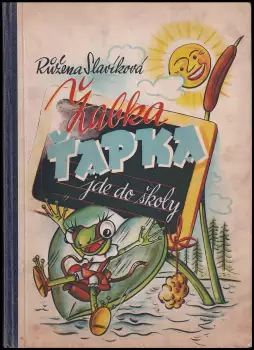 Růžena Slavíková
Žabka
ŤAPKA
jde do školy